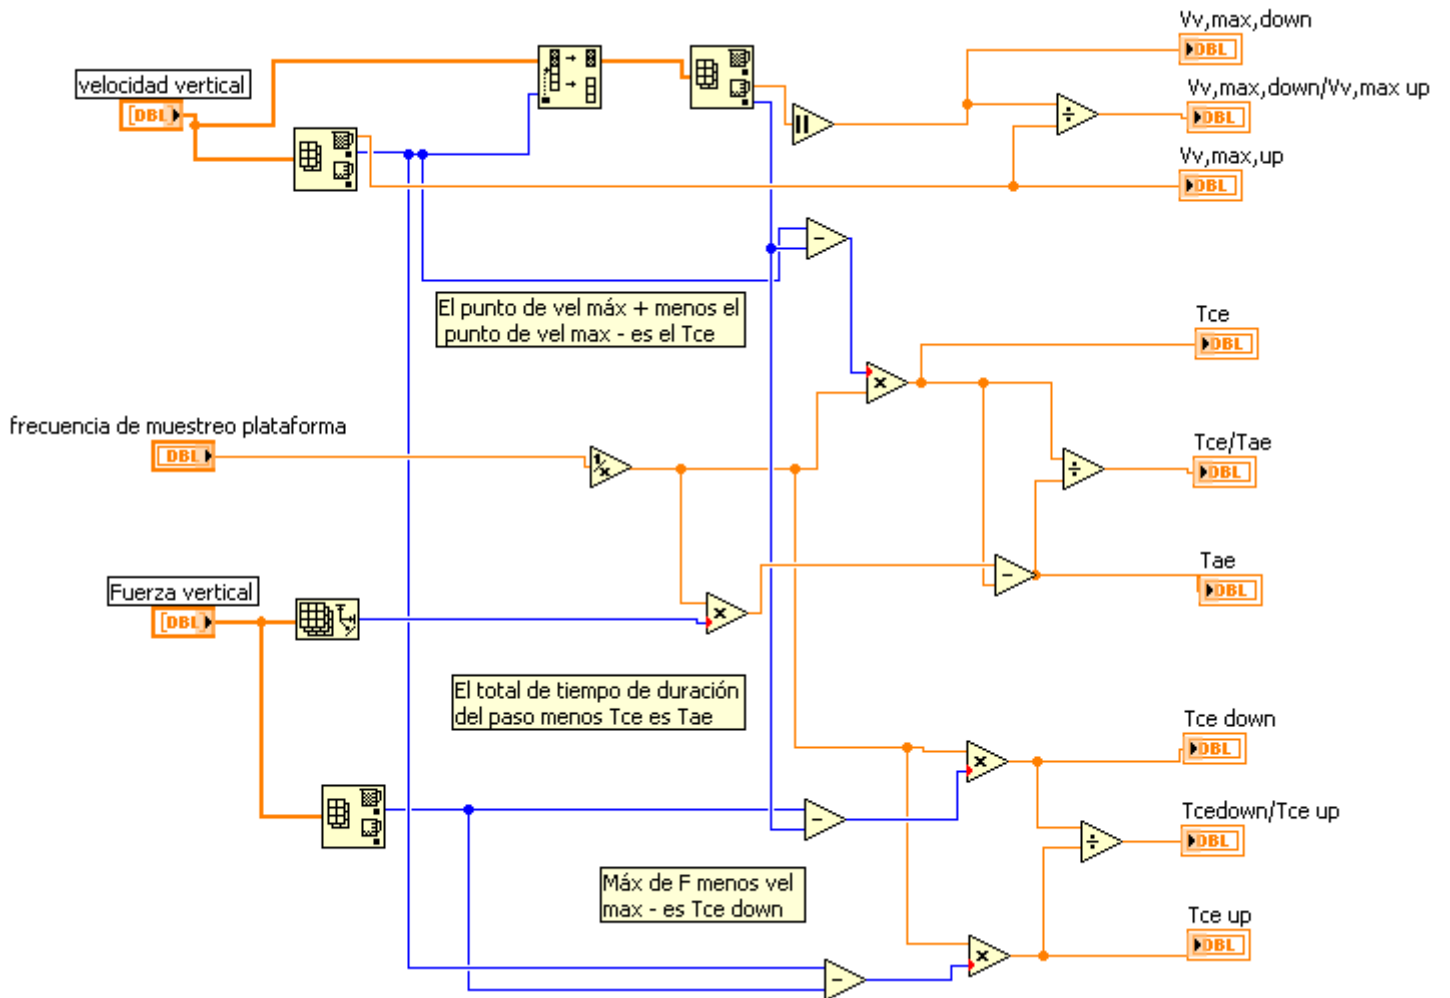 Vv,max,down
DBL
velocidad vertical
[DBL]
Vv,max,down/Vv,max up
DBL
÷
Vv,max,up
DBL
-
El punto de vel máx + menos el
punto de vel max - es el Tce
Tce
DBL
x
frecuencia de muestreo plataforma
DBL
1/x
Tce/Tae
DBL
÷
Tae
DBL
-
Fuerza vertical
[DBL]
x
El total de tiempo de duración
del paso menos Tce es Tae
Tce down
DBL
x
-
Tcedown/Tce up
DBL
÷
Máx de F menos vel
max - es Tce down
Tce up
DBL
x
-